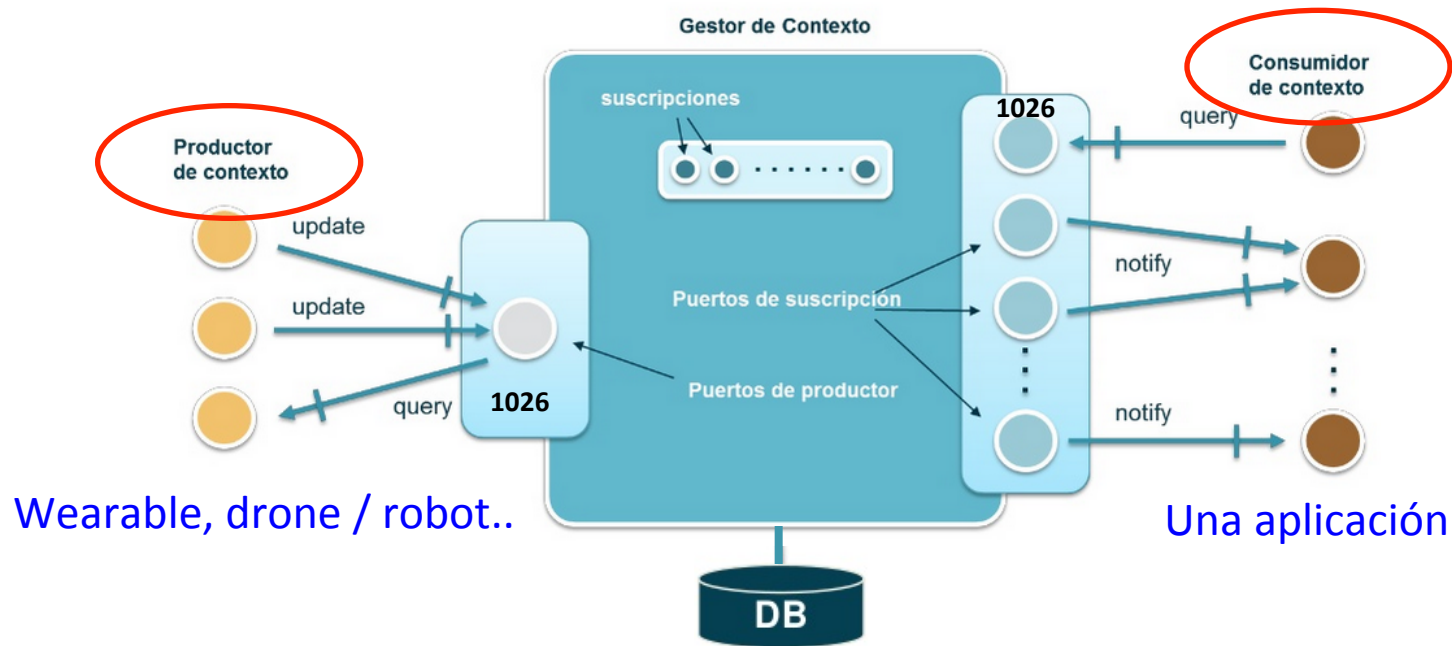 Gestor de Contexto
Productor
de contexto
update
update
query
1026
Wearable, drone / robot..
suscripciones
Puertos de suscripción
Puertos de productor
1026
Consumidor
de contexto
query
notify
notify
Una aplicación
DB